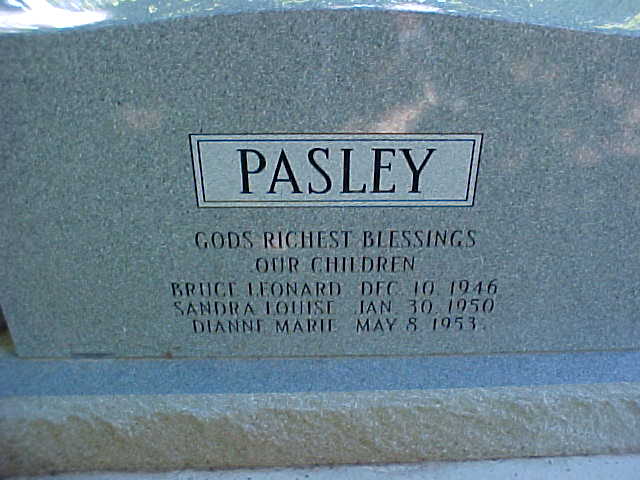 PASLEY
GODS RICHEST BLESSINGS
OUR CHILDREN
BRUCE LEONARD DEC. 10, 1946
SANDRA LOUISE JAN. 30, 1950
DIANNE MARIE MAY 8, 1953